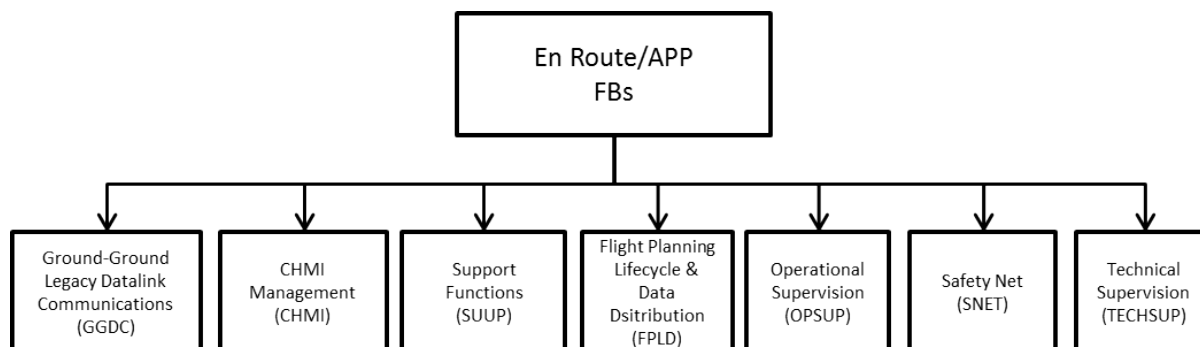 En Route/APP
FBs
Ground-Ground
Legacy Datalink
Communications
(GGDC)
CHMI
Management
(CHMI)
Support
Functions
(SUUP)
Flight Planning
Lifecycle &
Data
Dsitribution
(FPLD)
Operational
Supervision
(OPSUP)
Safety Net
(SNET)
Technical
Supervision
(TECHSUP)